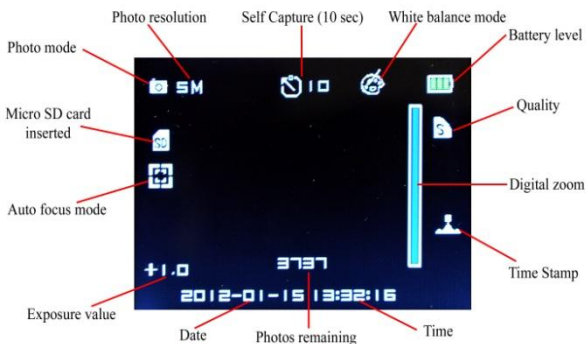 Photo resolution
Self Capture (10 sec)
White balance mode
Photo mode
Battery level
5M
10
Micro SD card
inserted
SD
S
Quality
Auto focus mode
Digital zoom
+1.0
3737
Time Stamp
2012-01-15 13:32:16
Exposure value
Date
Photos remaining
Time